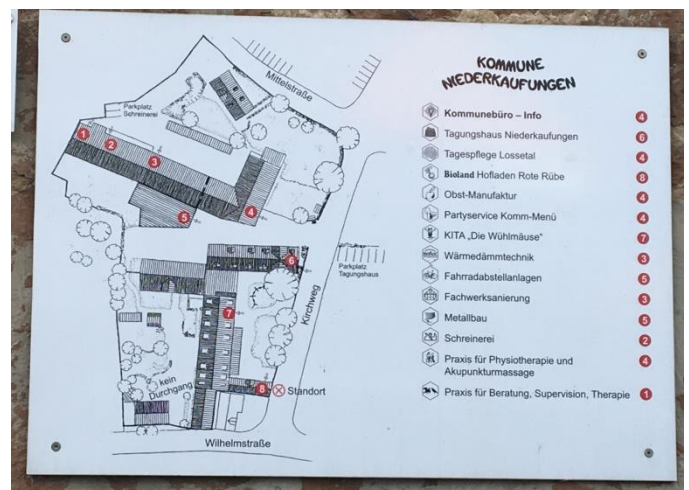 KOMMUNE
NIEDERKAUFUNGEN
Kommunebüro – Info 4
Tagungshaus Niederkaufungen 6
Tagespflege Lossetal 4
Bioland Hofladen Rote Rübe 8
Obst-Manufaktur 4
Partyservice Komm-Menü 4
KITA „Die Wühlmäuse“ 7
Wärmedämmtechnik 3
Fahrradabstellanlagen 5
Fachwerksanierung 3
Metallbau 5
Schreinerei 2
Praxis für Physiotherapie und
Akupunkturmassage 4
Praxis für Beratung, Supervision, Therapie 1
Mittelstraße
Parkplatz
Schreinerei
1
2
3
4
5
6
Parkplatz
Tagungshaus
Kirchweg
7
kein
Durchgang
8
Standort
Wilhelmstraße